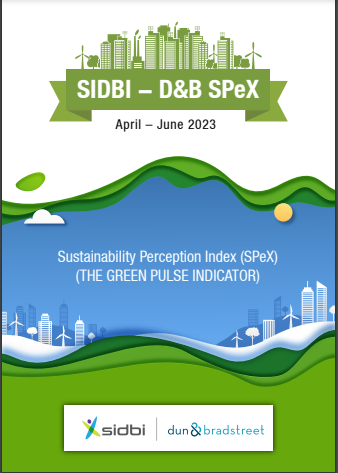 SIDBI – D&B SPeX
April – June 2023
Sustainability Perception Index (SPeX)
(THE GREEN PULSE INDICATOR)
sidbi
dun & bradstreet